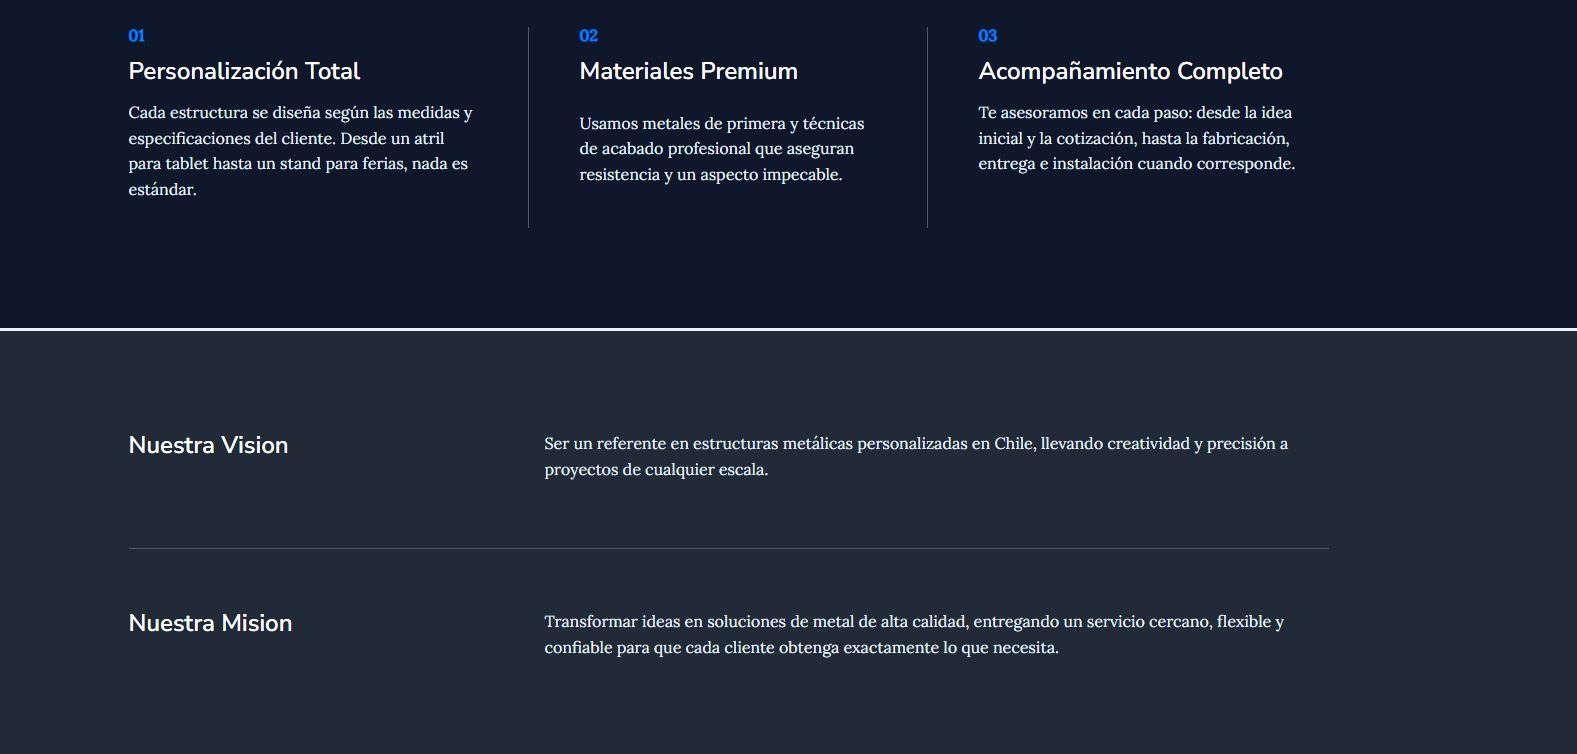 01
Personalización Total
Cada estructura se diseña según las medidas y
especificaciones del cliente. Desde un atril
para tablet hasta un stand para ferias, nada es
estándar.
02
Materiales Premium
Usamos metales de primera y técnicas
de acabado profesional que aseguran
resistencia y un aspecto impecable.
03
Acompañamiento Completo
Te asesoramos en cada paso: desde la idea
inicial y la cotización, hasta la fabricación,
entrega e instalación cuando corresponde.
Nuestra Vision
Ser un referente en estructuras metálicas personalizadas en Chile, llevando creatividad y precisión a
proyectos de cualquier escala.
Nuestra Mision
Transformar ideas en soluciones de metal de alta calidad, entregando un servicio cercano, flexible y
confiable para que cada cliente obtenga exactamente lo que necesita.